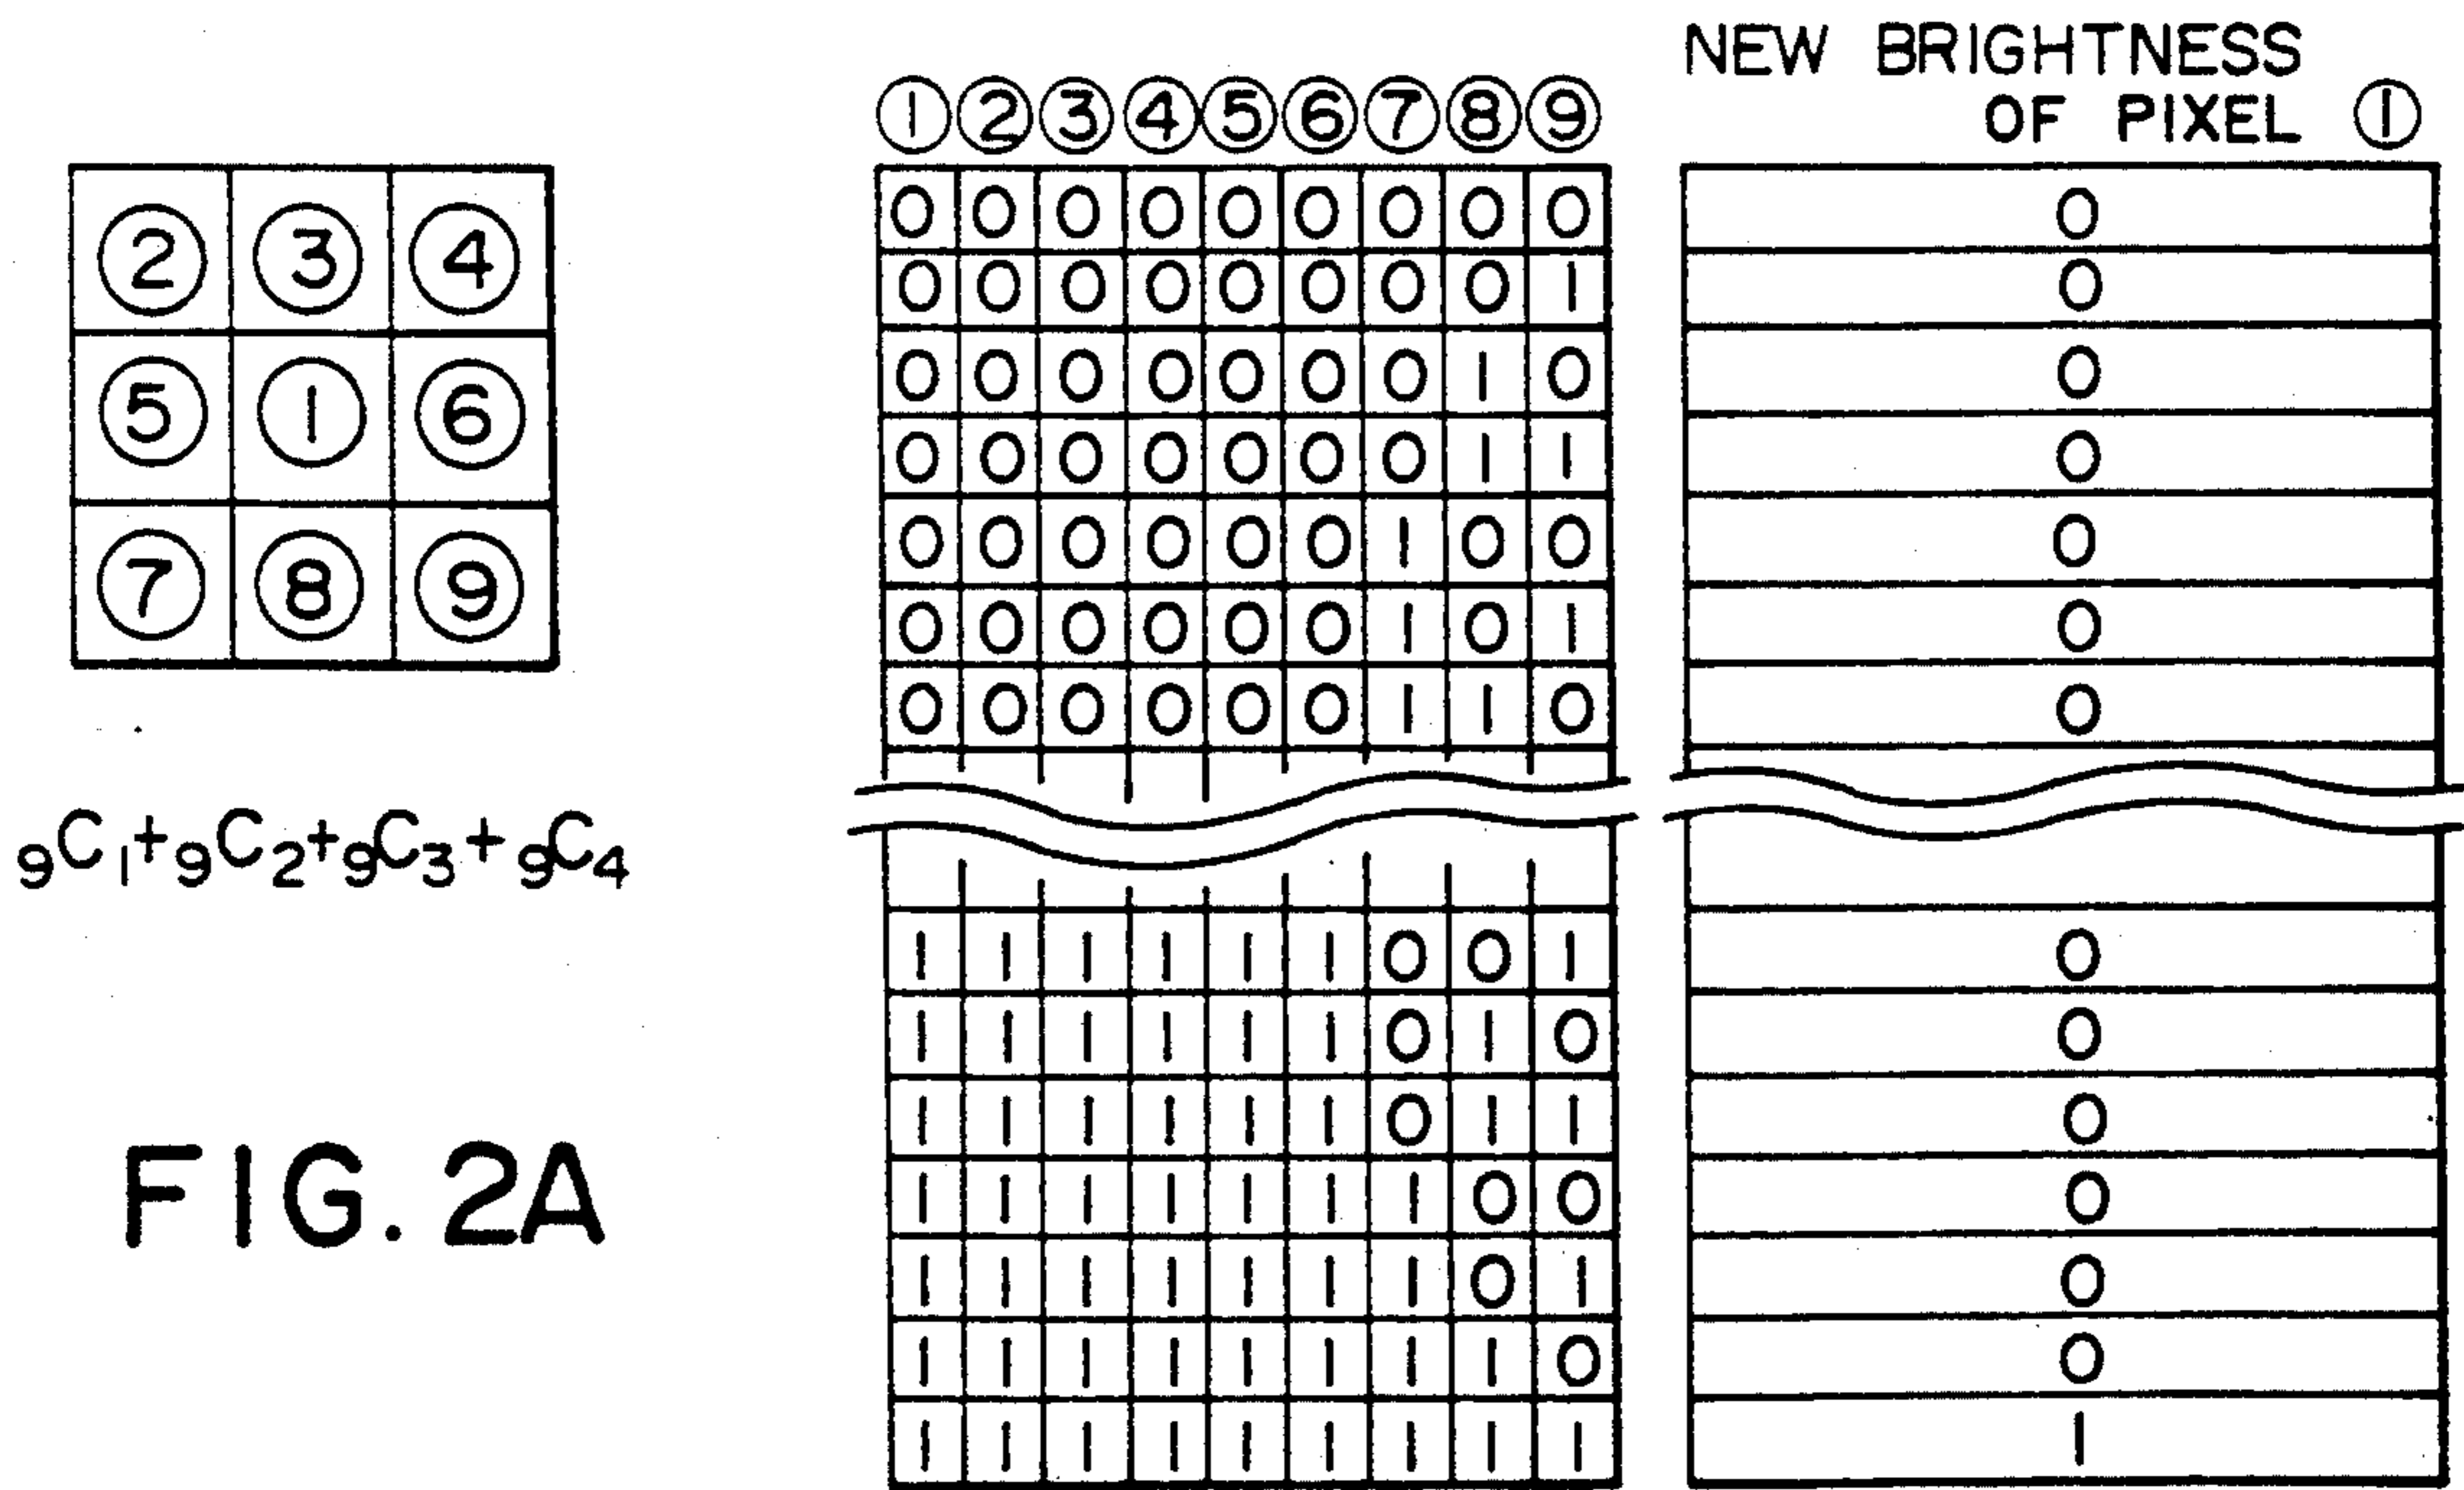 NEW BRIGHTNESS
OF PIXEL ①
① ② ③ ④ ⑤ ⑥ ⑦ ⑧ ⑨
② ③ ④
⑤ ① ⑥
⑦ ⑧ ⑨
₉C₁+₉C₂+₉C₃+₉C₄
FIG. 2A
0 0 0 0 0 0 0 0 0 0
0 0 0 0 0 0 0 0 1 0
0 0 0 0 0 0 0 1 0 0
0 0 0 0 0 0 0 1 1 0
0 0 0 0 0 0 1 0 0 0
0 0 0 0 0 0 1 0 1 0
0 0 0 0 0 0 1 1 0 0
1 1 1 1 1 1 0 0 1 0
1 1 1 1 1 1 0 1 0 0
1 1 1 1 1 1 0 1 1 0
1 1 1 1 1 1 1 0 0 0
1 1 1 1 1 1 1 0 1 0
1 1 1 1 1 1 1 1 0 0
1 1 1 1 1 1 1 1 1 1